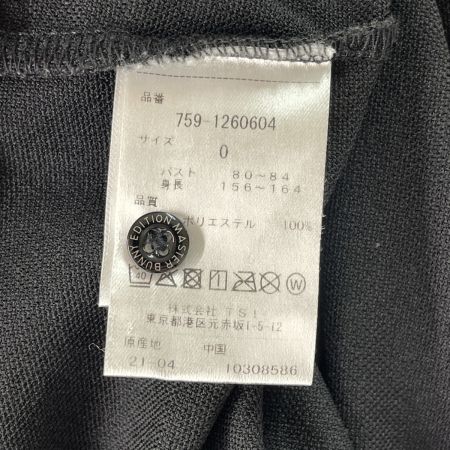 品番
759-1260604
サイズ
0
バスト 80~84
身長 156~164
品質
ポリエステル 100%
MASTER BUNNY EDITION
40
W
株式会社 TSI
東京都港区元赤坂1-5-12
原産地 中国
21-04 10308586